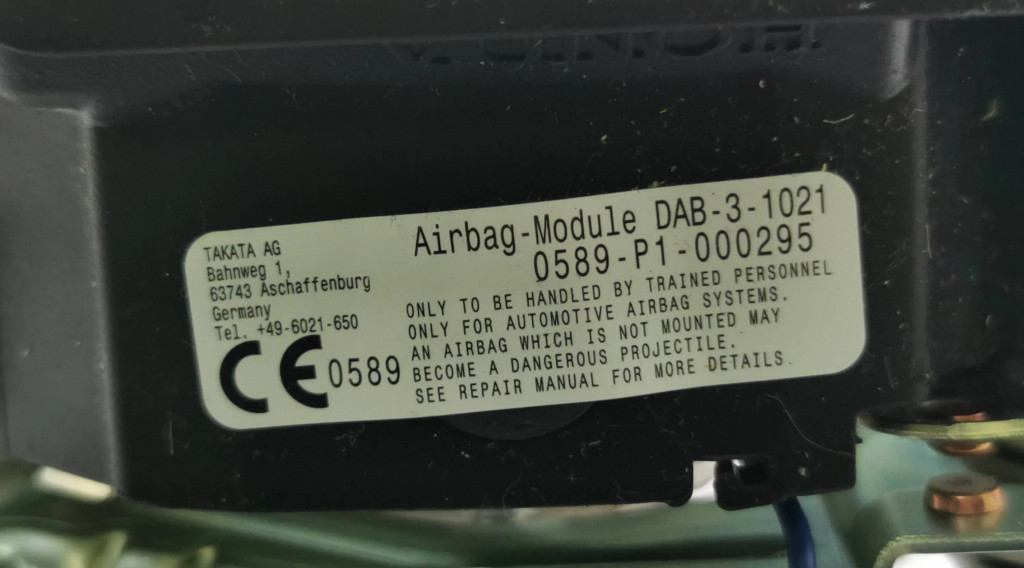 TAKATA AG
Bahnweg 1,
63743 Aschaffenburg
Germany
Tel. +49-6021-650
CE 0589
Airbag-Module DAB-3-1021
0589-P1-000295
ONLY TO BE HANDLED BY TRAINED PERSONNEL
ONLY FOR AUTOMOTIVE AIRBAG SYSTEMS.
AN AIRBAG WHICH IS NOT MOUNTED MAY
BECOME A DANGEROUS PROJECTILE.
SEE REPAIR MANUAL FOR MORE DETAILS.